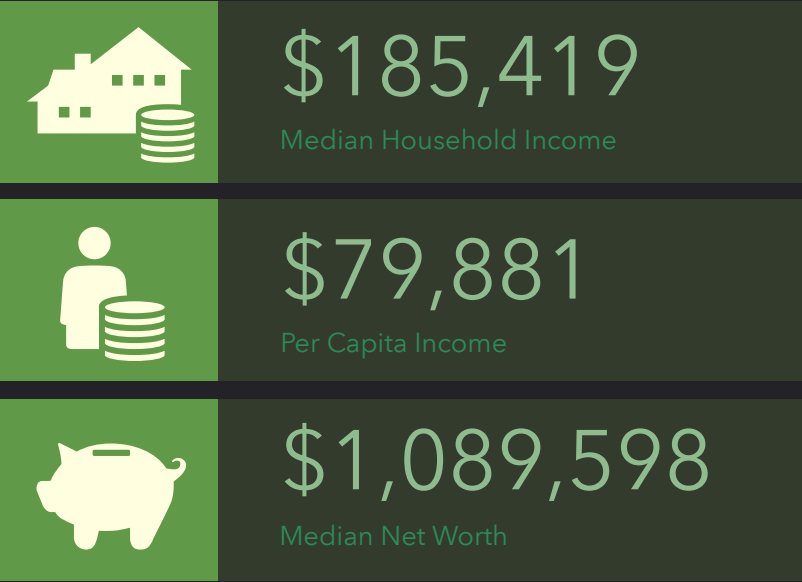 $185,419
Median Household Income
$79,881
Per Capita Income
$1,089,598
Median Net Worth